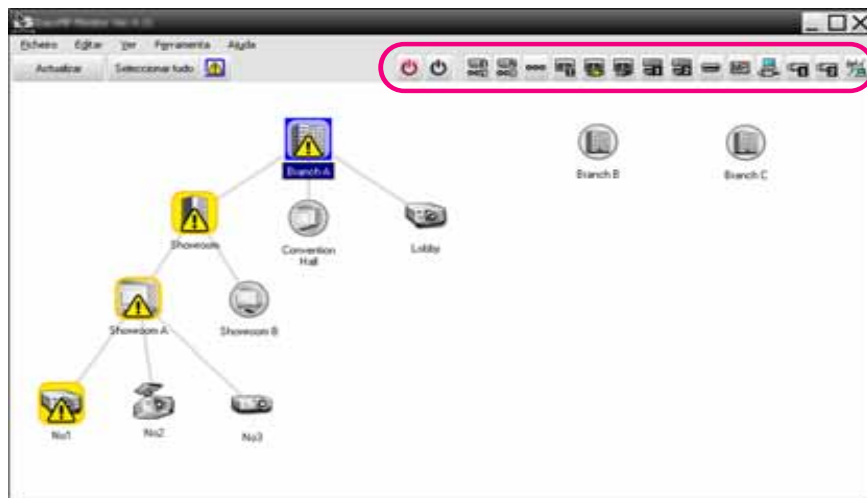 Ficheiro Editar Ver Ferramenta Ajuda
Actualizar Seleccionar tudo
Branch A
Branch B
Branch C
Showroom
Convention
Hall
Lobby
Showroom A
Showroom B
No1
No2
No3